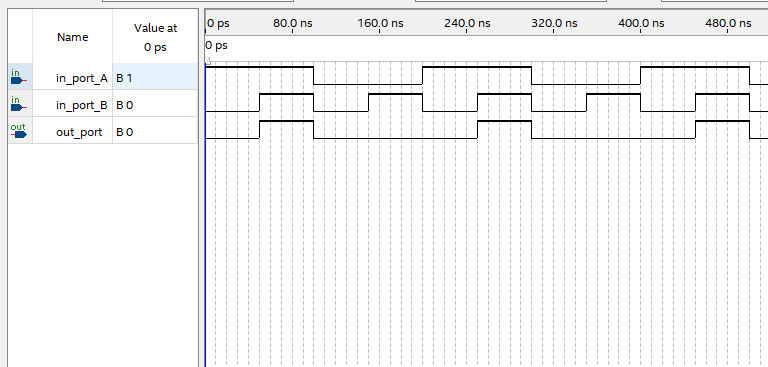 Name
Value at
0 ps
0 ps
80.0 ns
160.0 ns
240.0 ns
320.0 ns
400.0 ns
480.0 ns
0 ps
in
in_port_A
B 1
in
in_port_B
B 0
out
out_port
B 0